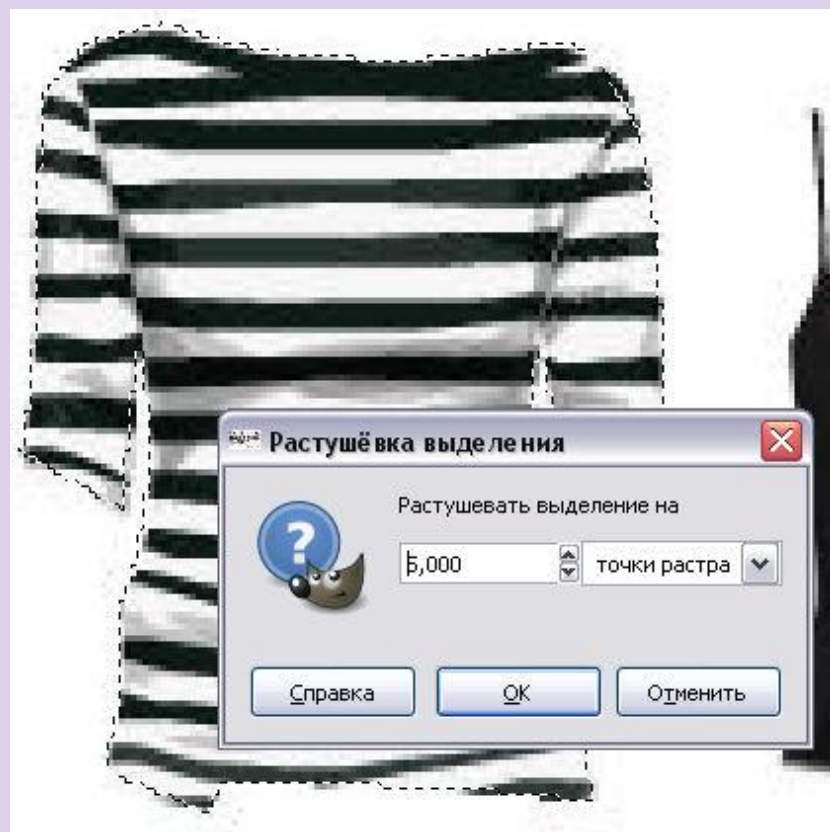 Растушёвка выделения
Растушевать выделение на
5,000 точки растра
Справка OK Отменить